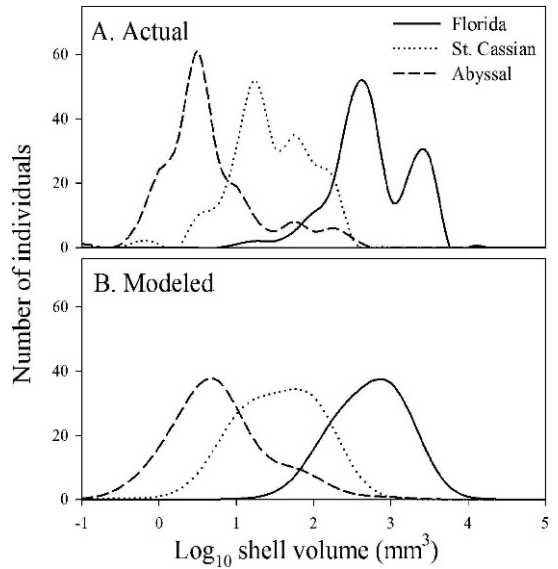 A. Actual
Florida
St. Cassian
Abyssal
60
40
20
0
Number of individuals
B. Modeled
60
40
20
0
-1 0 1 2 3 4 5
Log10 shell volume (mm3)